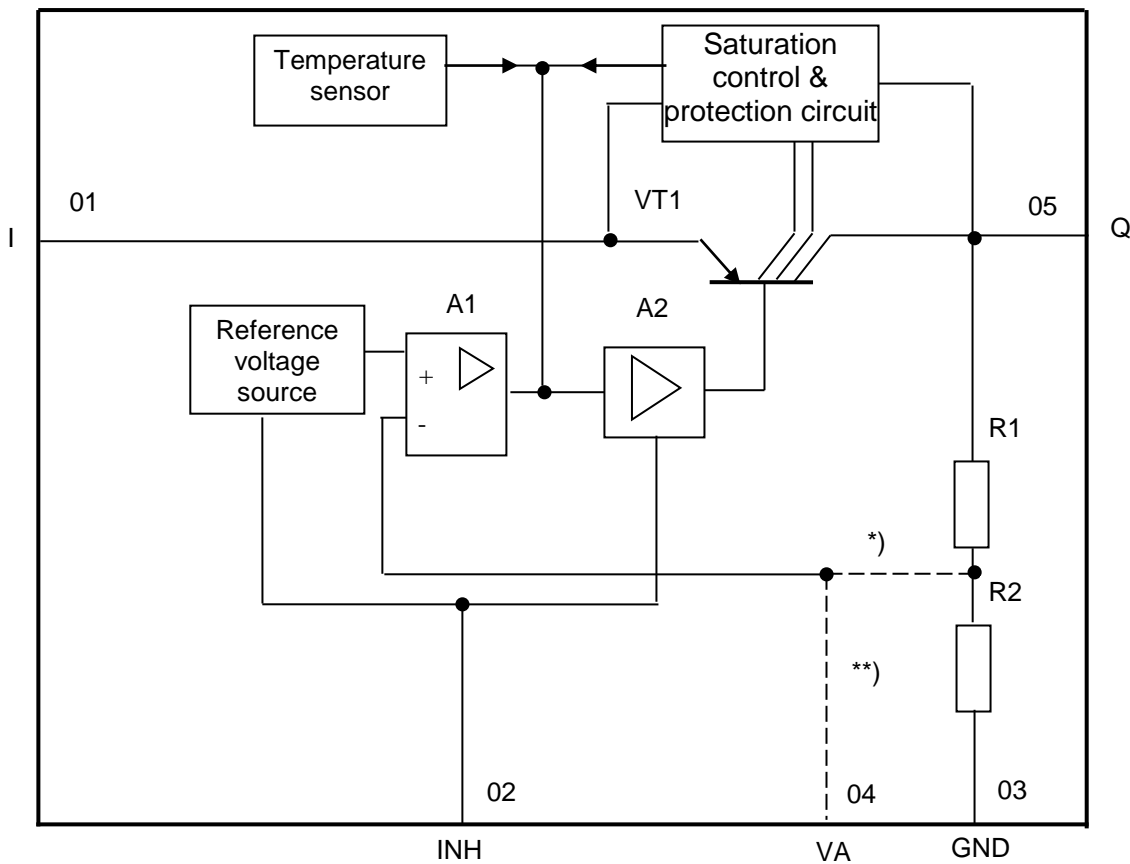 Temperature
sensor
Saturation
control &
protection circuit
01
VT1
05
I
Q
A1
A2
Reference
voltage
source
+
-
R1
*)
R2
**)
02
04
03
INH
VA
GND